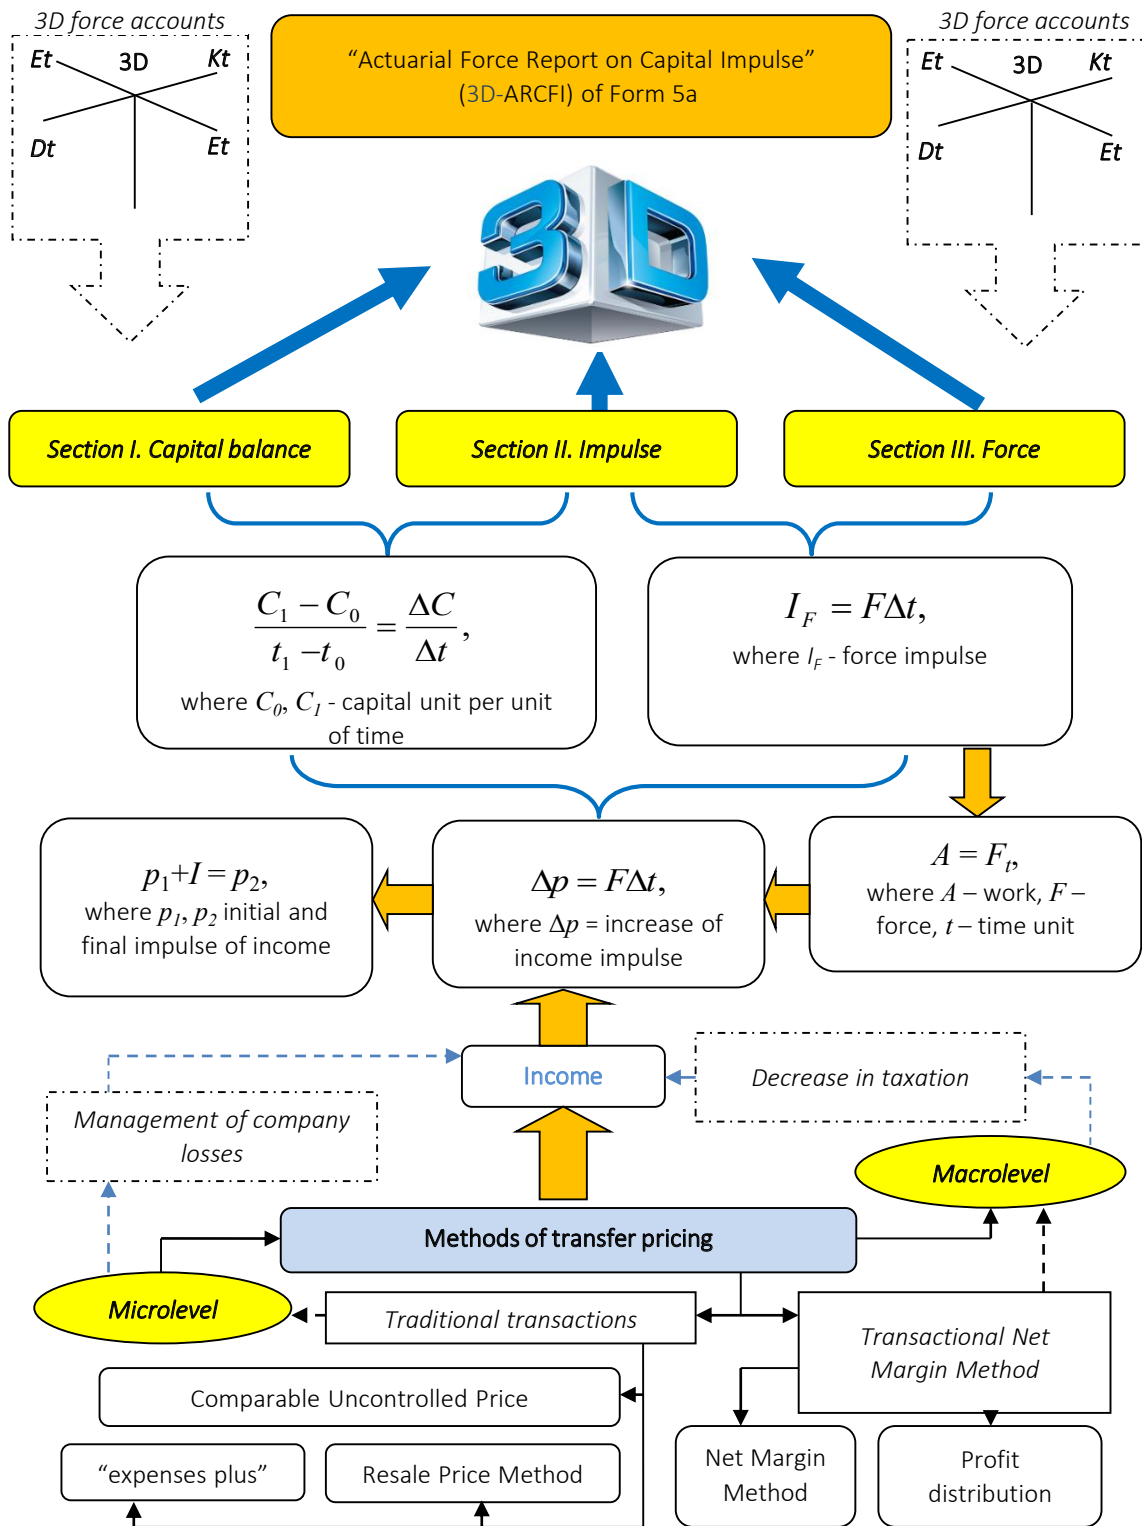 3D force accounts
3D force accounts
Et 3D Kt
Dt Et
Et 3D Kt
Dt Et
“Actuarial Force Report on Capital Impulse”
(3D-ARCFI) of Form 5a
3D
Section I. Capital balance
Section II. Impulse
Section III. Force
(C₁ − C₀) / (t₁ − t₀) = ΔC / Δt,
where C₀, C₁ - capital unit per unit
of time
I_F = FΔt,
where I_F - force impulse
p₁+I = p₂,
where p₁, p₂ initial and
final impulse of income
Δp = FΔt,
where Δp = increase of
income impulse
A = Fₜ,
where A – work, F –
force, t – time unit
Income
Decrease in taxation
Management of company
losses
Macrolevel
Methods of transfer pricing
Microlevel
Traditional transactions
Transactional Net
Margin Method
Comparable Uncontrolled Price
“expenses plus”
Resale Price Method
Net Margin
Method
Profit
distribution